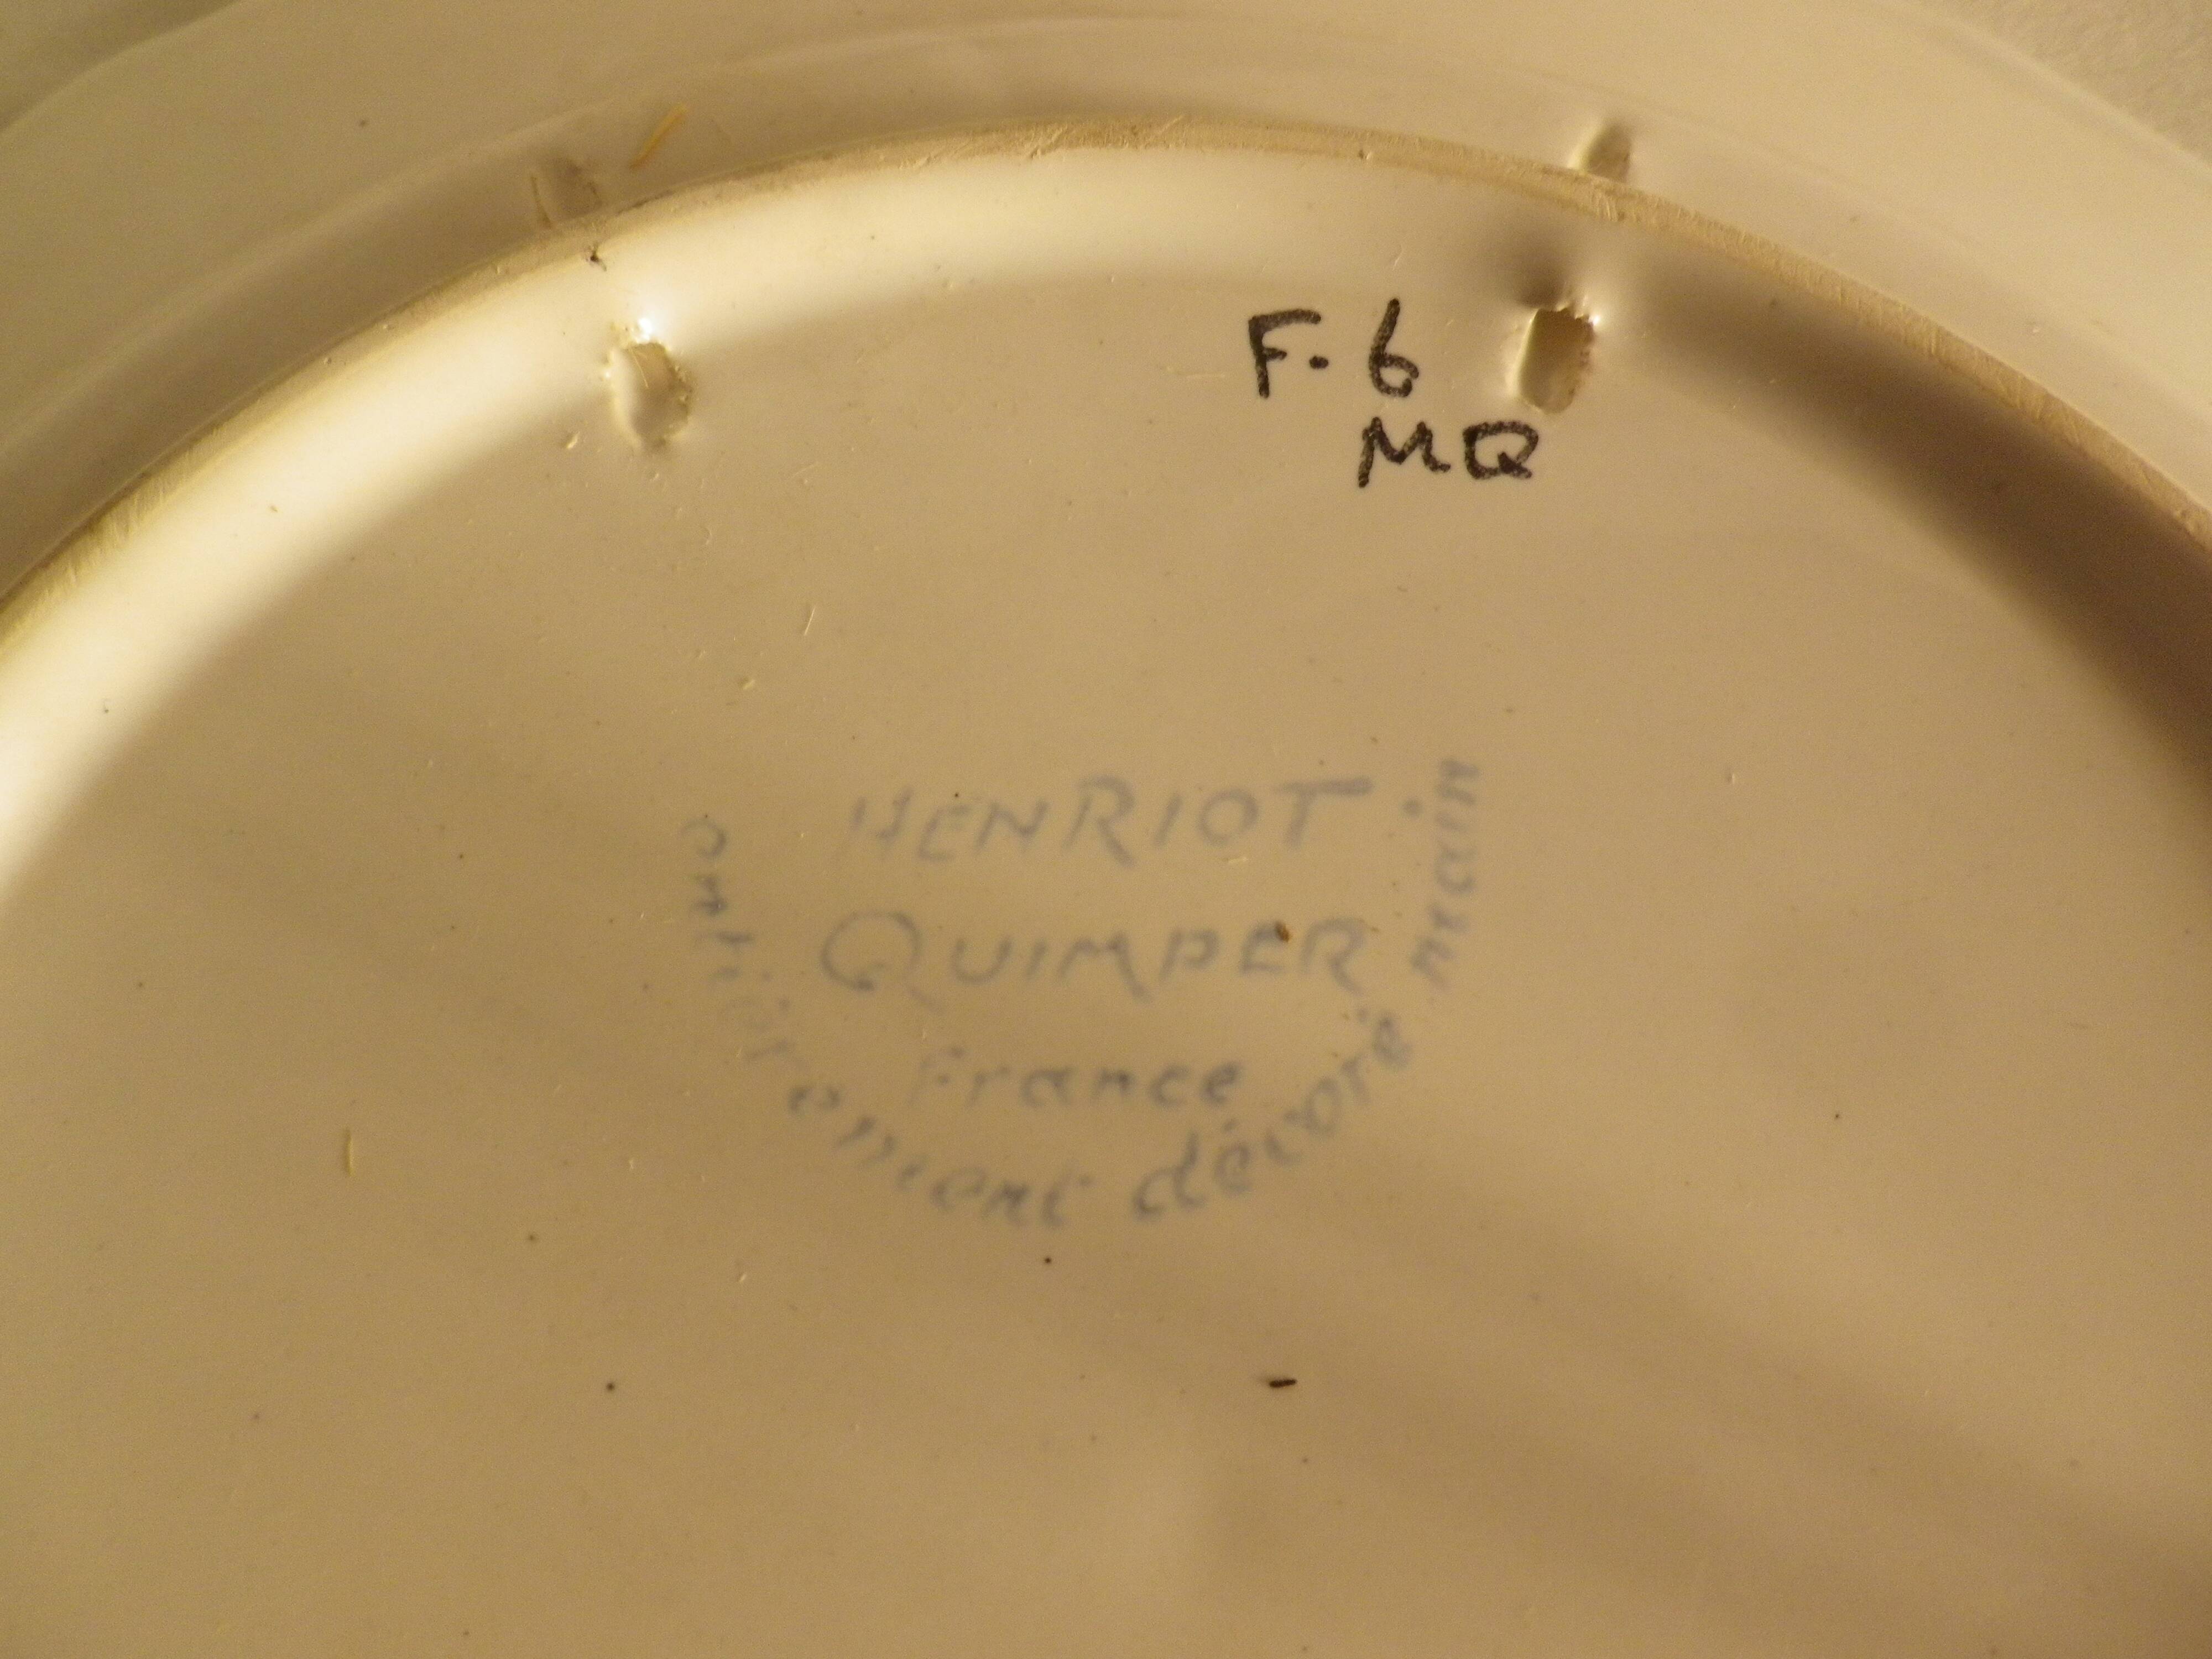 F. 6
MQ
HENRIOT
QUIMPER
France
entièrement décoré main